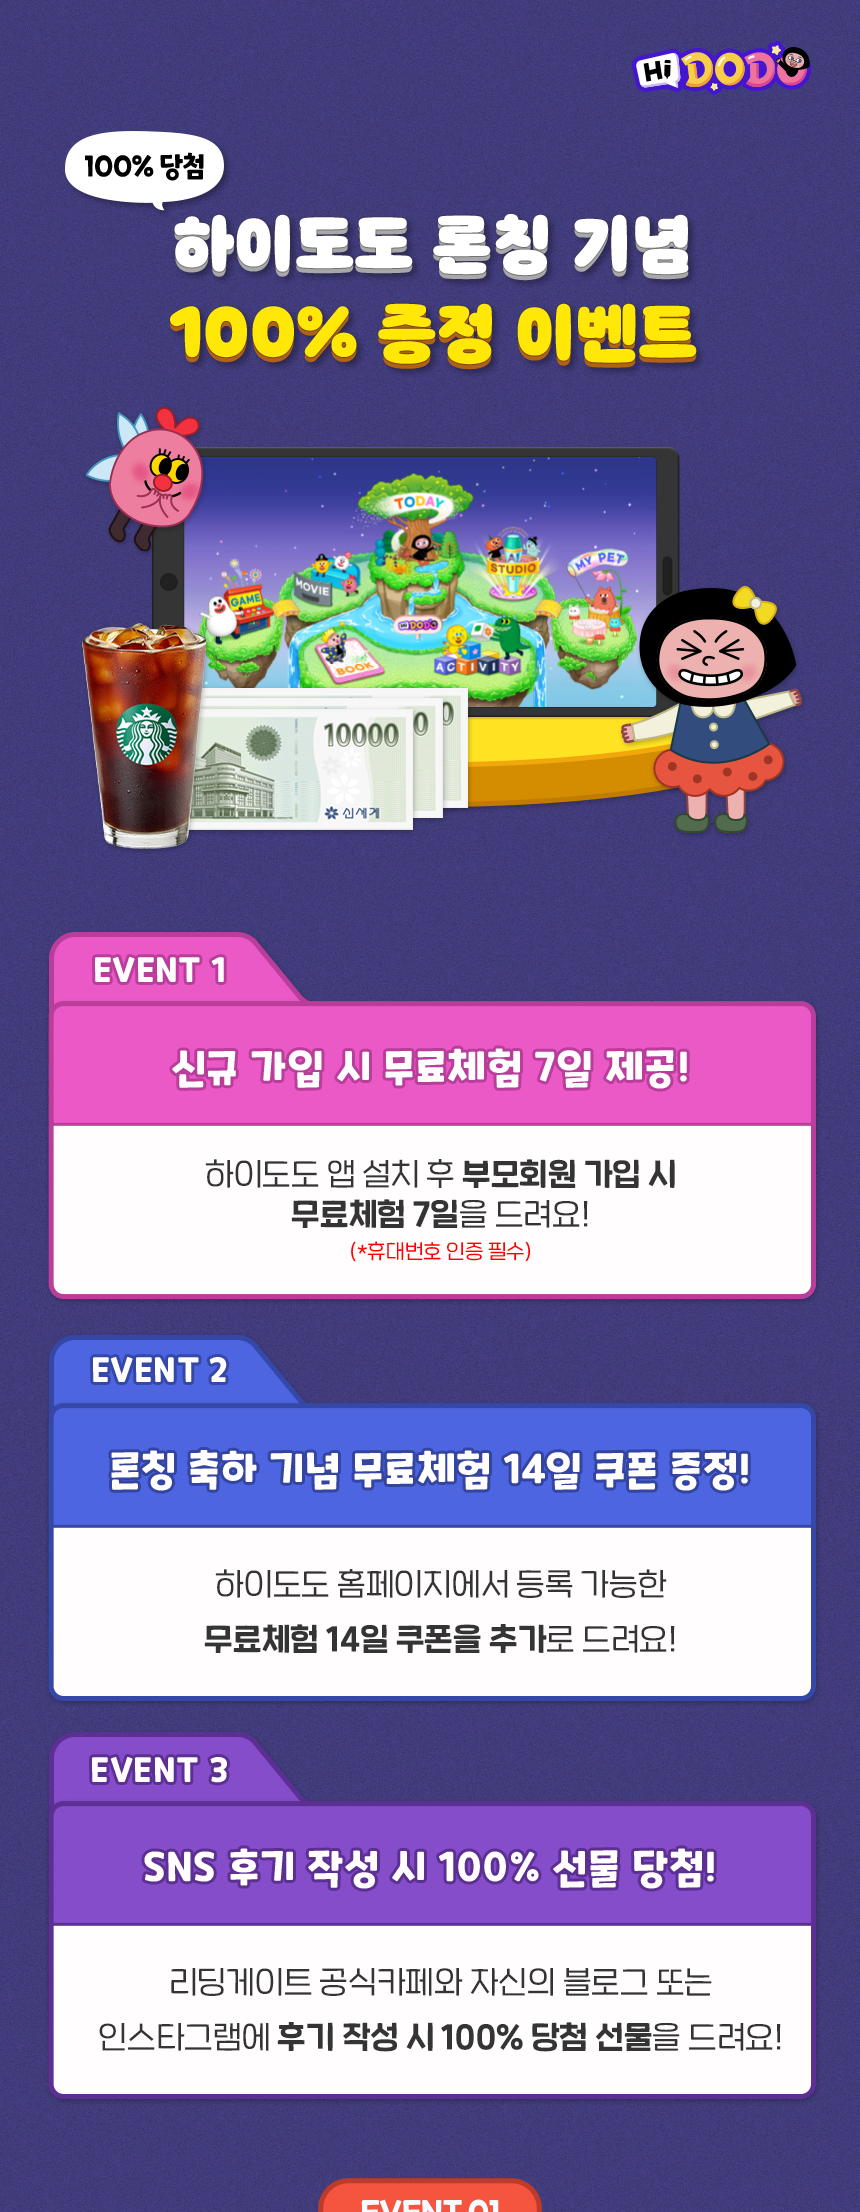 Hi DODO
100% 당첨
하이도도 론칭 기념
100% 증정 이벤트
TODAY
AI STUDIO
MY PET
MOVIE
GAME
Hi DODO
BOOK
ACTIVITY
10000
0
0
신세계
EVENT 1
신규 가입 시 무료체험 7일 제공!
하이도도 앱 설치 후 부모회원 가입 시
무료체험 7일을 드려요!
(*휴대번호 인증 필수)
EVENT 2
론칭 축하 기념 무료체험 14일 쿠폰 증정!
하이도도 홈페이지에서 등록 가능한
무료체험 14일 쿠폰을 추가로 드려요!
EVENT 3
SNS 후기 작성 시 100% 선물 당첨!
리딩게이트 공식카페와 자신의 블로그 또는
인스타그램에 후기 작성 시 100% 당첨 선물을 드려요!
EVENT 01